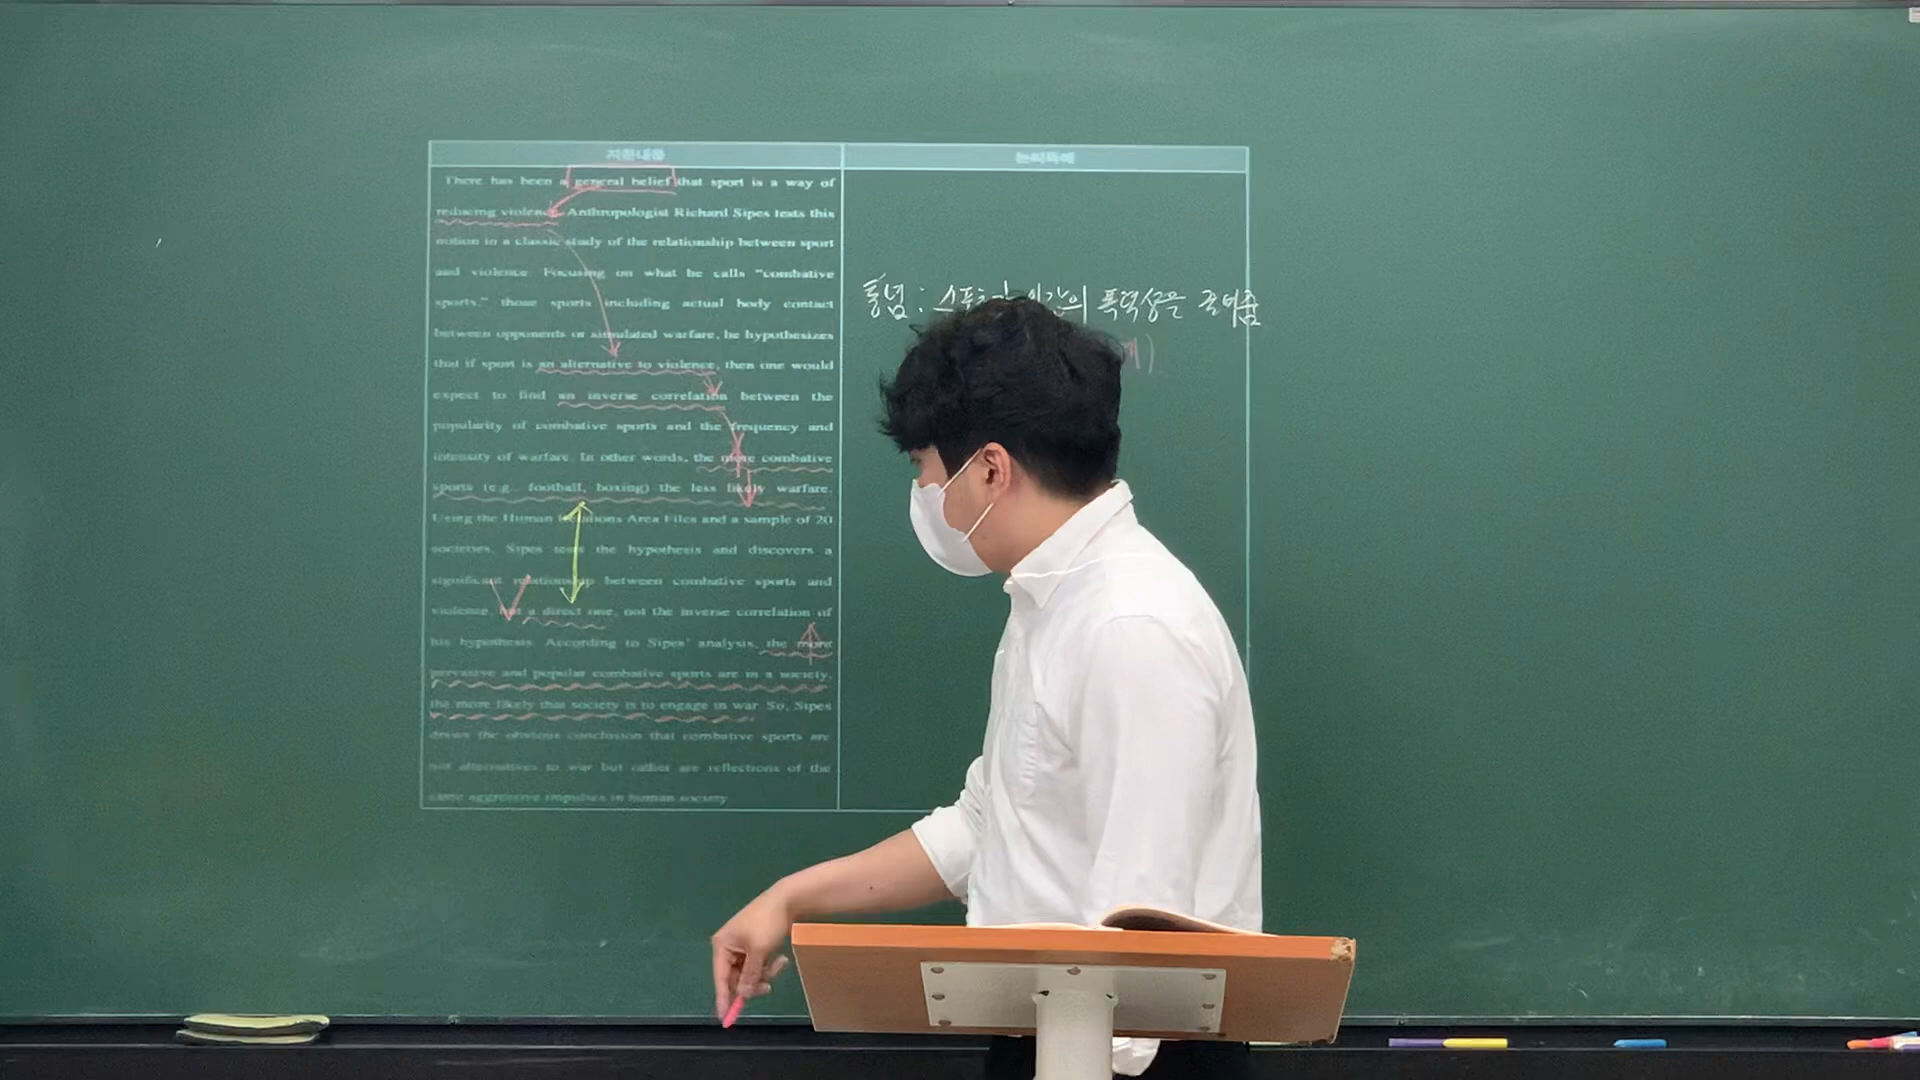 지문내용
There has been a general belief that sport is a way of
reducing violence. Anthropologist Richard Sipes tests this
notion in a classic study of the relationship between sport
and violence. Focusing on what he calls "combative
sports," those sports including actual body contact
between opponents or simulated warfare, he hypothesizes
that if sport is an alternative to violence, then one would
expect to find an inverse correlation between the
popularity of combative sports and the frequency and
intensity of warfare. In other words, the more combative
sports (e.g., football, boxing) the less likely warfare.
Using the Human Relations Area Files and a sample of 20
societies, Sipes tests the hypothesis and discovers a
significant relationship between combative sports and
violence, but a direct one, not the inverse correlation of
his hypothesis. According to Sipes' analysis, the more
pervasive and popular combative sports are in a society,
the more likely that society is to engage in war. So, Sipes
draws the obvious conclusion that combative sports are
not alternatives to war but rather are reflections of the
same aggressive impulses in human society.
통념 : 폭력성을 줄여줌